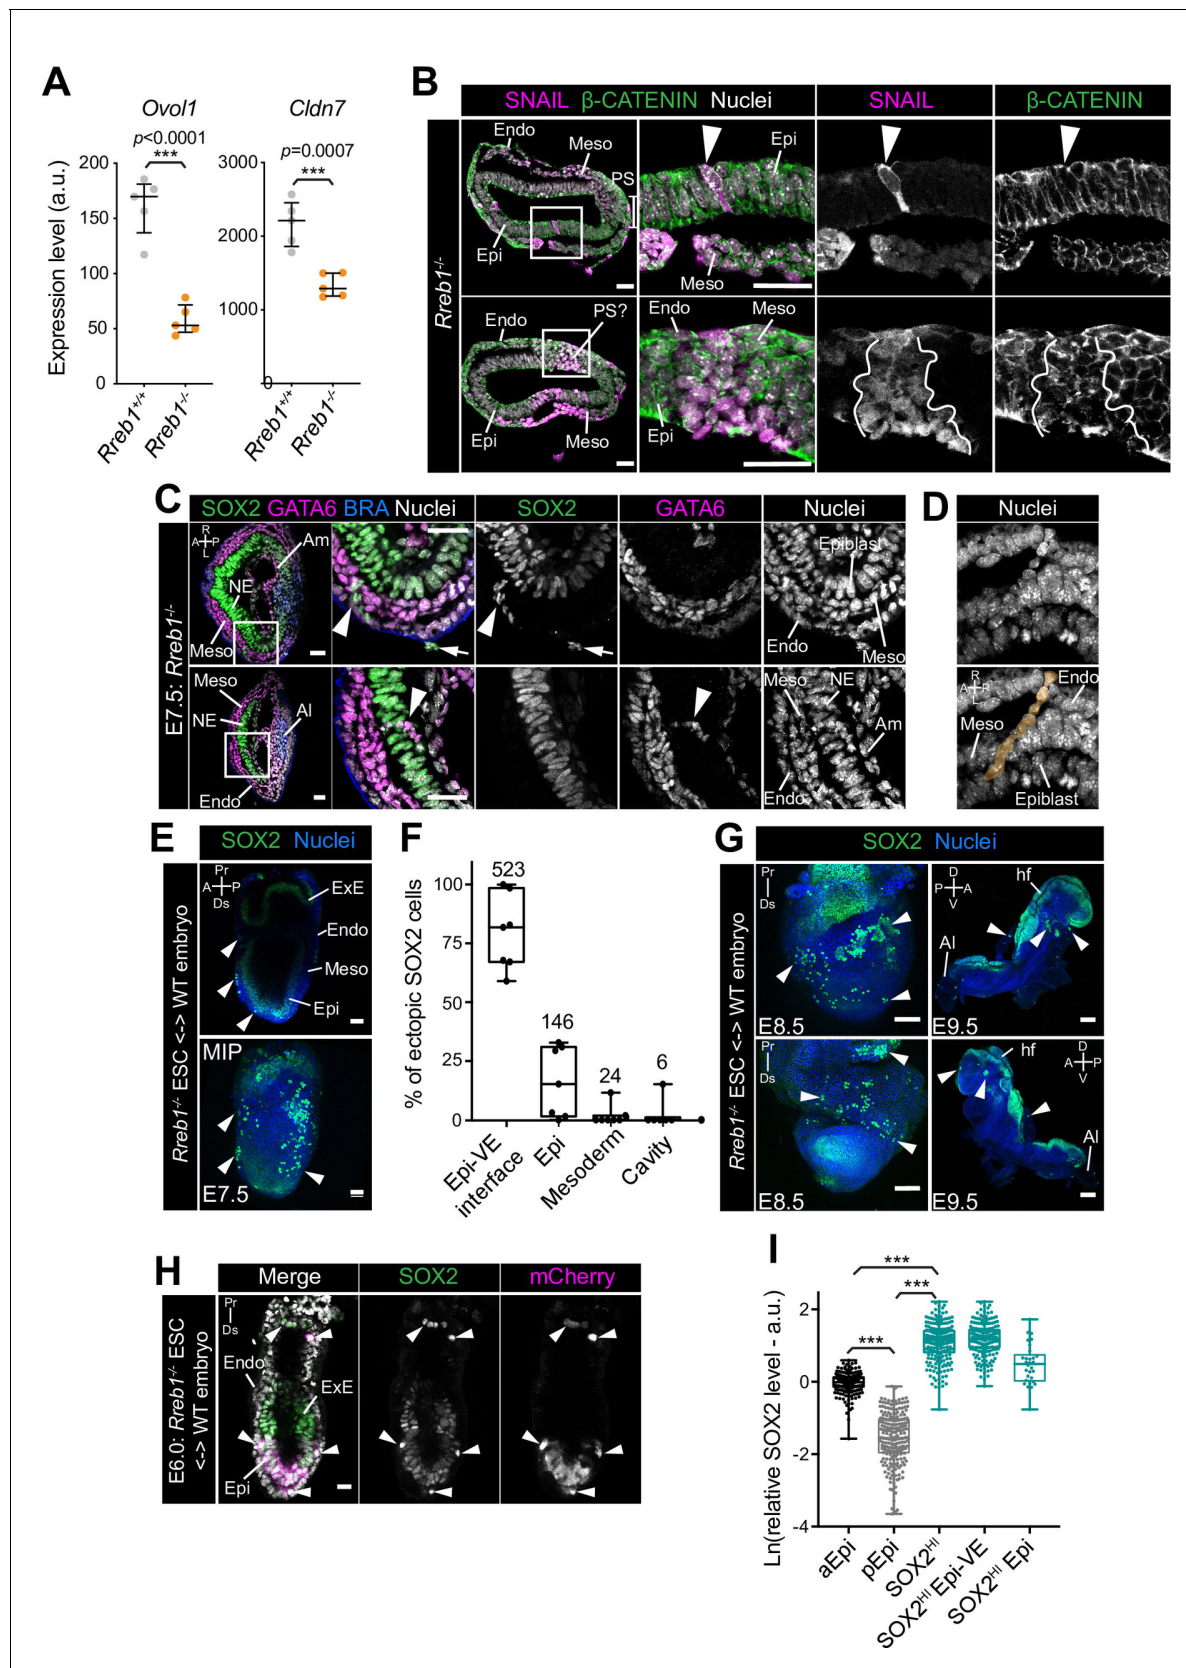 A
Ovol1
Cldn7
p<0.0001
***
p=0.0007
***
Expression level (a.u.)
200
150
100
50
0
3000
2000
1000
0
Rreb1+/+
Rreb1-/-
Rreb1+/+
Rreb1-/-
B
SNAIL β-CATENIN Nuclei
SNAIL
β-CATENIN
Rreb1-/-
Endo
Meso
PS
Epi
Epi
Meso
Endo
PS?
Epi
Meso
Endo
Meso
Epi
C
SOX2 GATA6 BRA Nuclei
SOX2
GATA6
Nuclei
E7.5: Rreb1-/-
R
A P
L
Am
NE
Meso
Epiblast
Endo
Meso
Meso
NE
Al
Endo
Meso
NE
Am
Endo
D
Nuclei
R
A R
L
Endo
Meso
Epiblast
E
SOX2 Nuclei
Rreb1-/- ESC <-> WT embryo
Pr
A P
Ds
ExE
Endo
Meso
Epi
MIP
E7.5
F
% of ectopic SOX2 cells
100
75
50
25
0
523
146
24
6
Epi-VE
interface
Epi
Mesoderm
Cavity
G
SOX2 Nuclei
Rreb1-/- ESC <-> WT embryo
Pr
Ds
E8.5
D
P A
V
hf
Al
E9.5
Pr
Ds
E8.5
hf
D
A P
V
Al
E9.5
H
Merge
SOX2
mCherry
E6.0: Rreb1-/- ESC
<-> WT embryo
Pr
Ds
Endo
ExE
Epi
I
***
***
***
Ln(relative SOX2 level - a.u.)
2
0
-2
-4
aEpi
pEpi
SOX2HI
SOX2HI Epi-VE
SOX2HI Epi